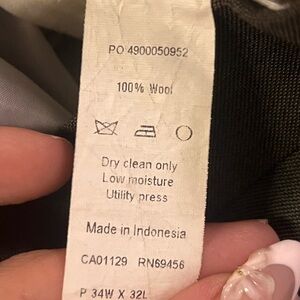 PO 4900050952
100% Wool
Dry clean only
Low moisture
Utility press
Made in Indonesia
CA01129 RN69456
P 34W X 32L